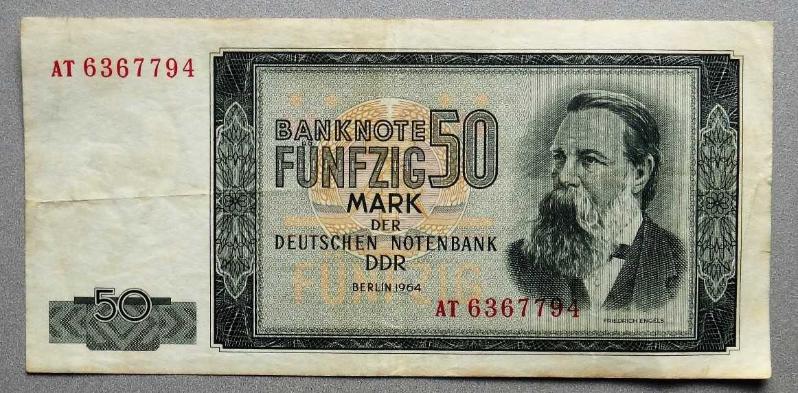 AT 6367794
BANKNOTE
FÜNFZIG 50
MARK
DER
DEUTSCHEN NOTENBANK
DDR
FÜNFZIG
BERLIN 1964
AT 6367794
50
FRIEDRICH ENGELS